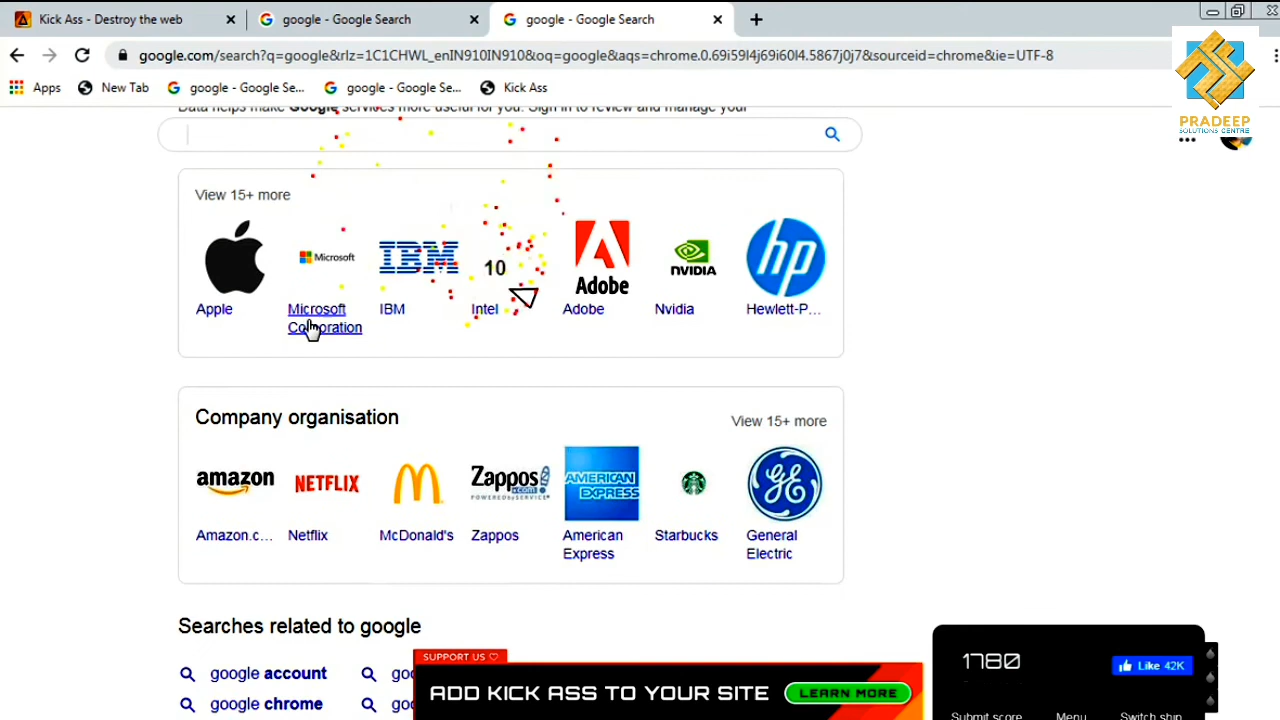 Kick Ass - Destroy the web
google - Google Search
google - Google Search
google.com/search?q=google&rlz=1C1CHWL_enIN910IN910&oq=google&aqs=chrome.0.69i59l4j69i60l4.5867j0j7&sourceid=chrome&ie=UTF-8
Apps
New Tab
google - Google Se...
google - Google Se...
Kick Ass
PRADEEP
SOLUTIONS CENTRE
Data helps make Google services more useful for you. Sign in to review and manage your
View 15+ more
Microsoft
IBM
10
Adobe
NVIDIA
hp
Apple
Microsoft
Corporation
IBM
Intel
Adobe
Nvidia
Hewlett-P...
Company organisation
View 15+ more
amazon
NETFLIX
Zappos
.com
POWERED by SERVICE
AMERICAN
EXPRESS
GE
Amazon.c...
Netflix
McDonald's
Zappos
American
Express
Starbucks
General
Electric
Searches related to google
google account
google chrome
SUPPORT US
ADD KICK ASS TO YOUR SITE
LEARN MORE
1780
Like 42K
Submit score
Menu
Switch ship